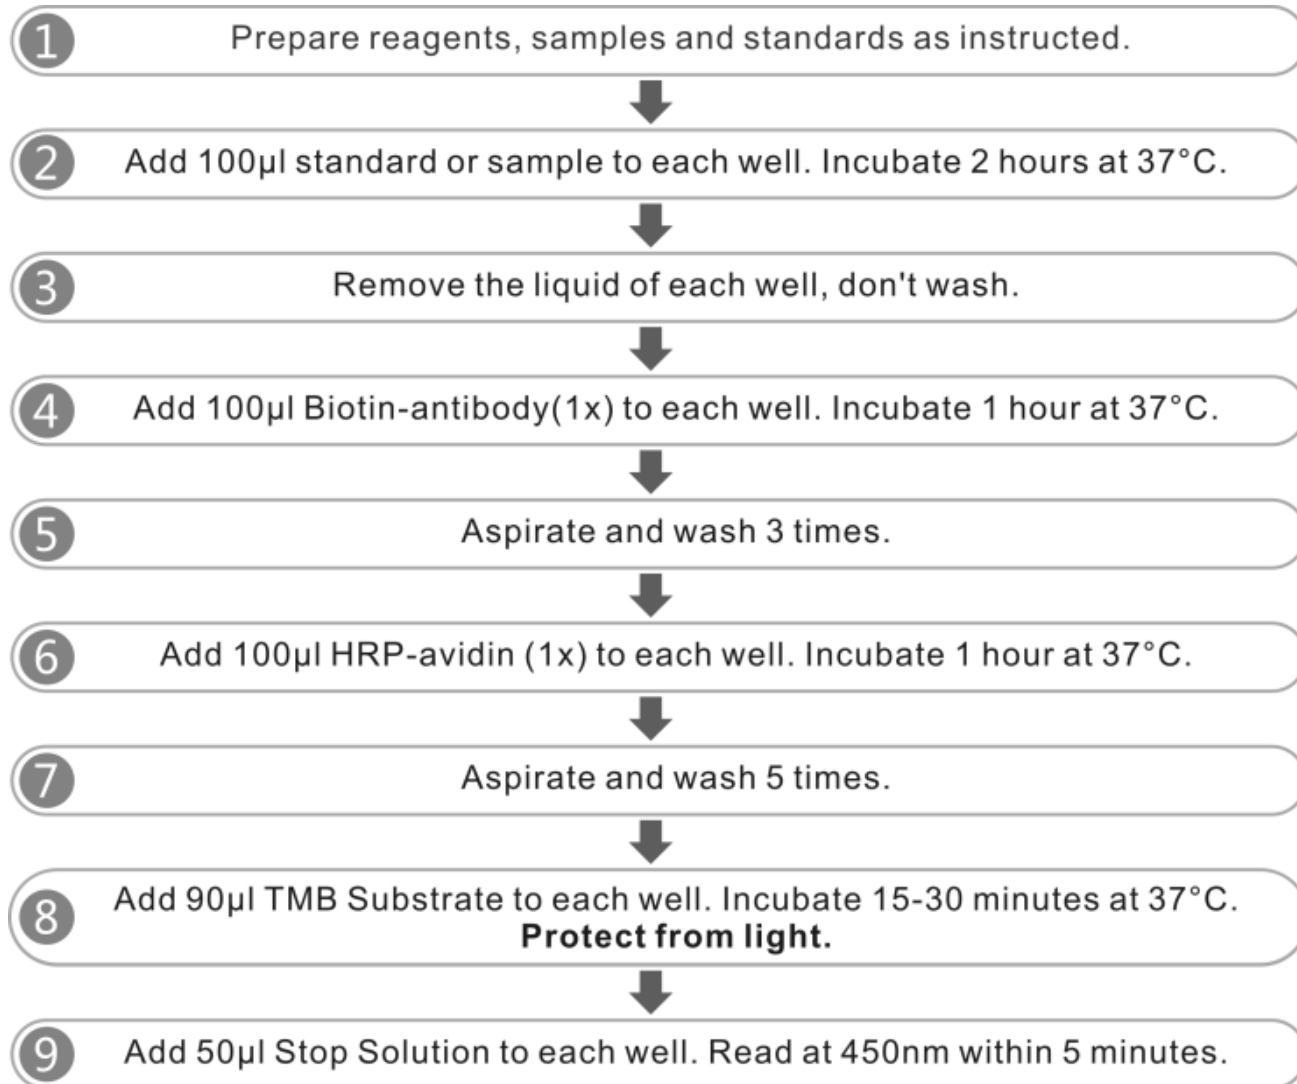 1 Prepare reagents, samples and standards as instructed.
2 Add 100µl standard or sample to each well. Incubate 2 hours at 37°C.
3 Remove the liquid of each well, don't wash.
4 Add 100µl Biotin-antibody(1x) to each well. Incubate 1 hour at 37°C.
5 Aspirate and wash 3 times.
6 Add 100µl HRP-avidin (1x) to each well. Incubate 1 hour at 37°C.
7 Aspirate and wash 5 times.
8 Add 90µl TMB Substrate to each well. Incubate 15-30 minutes at 37°C.
Protect from light.
9 Add 50µl Stop Solution to each well. Read at 450nm within 5 minutes.